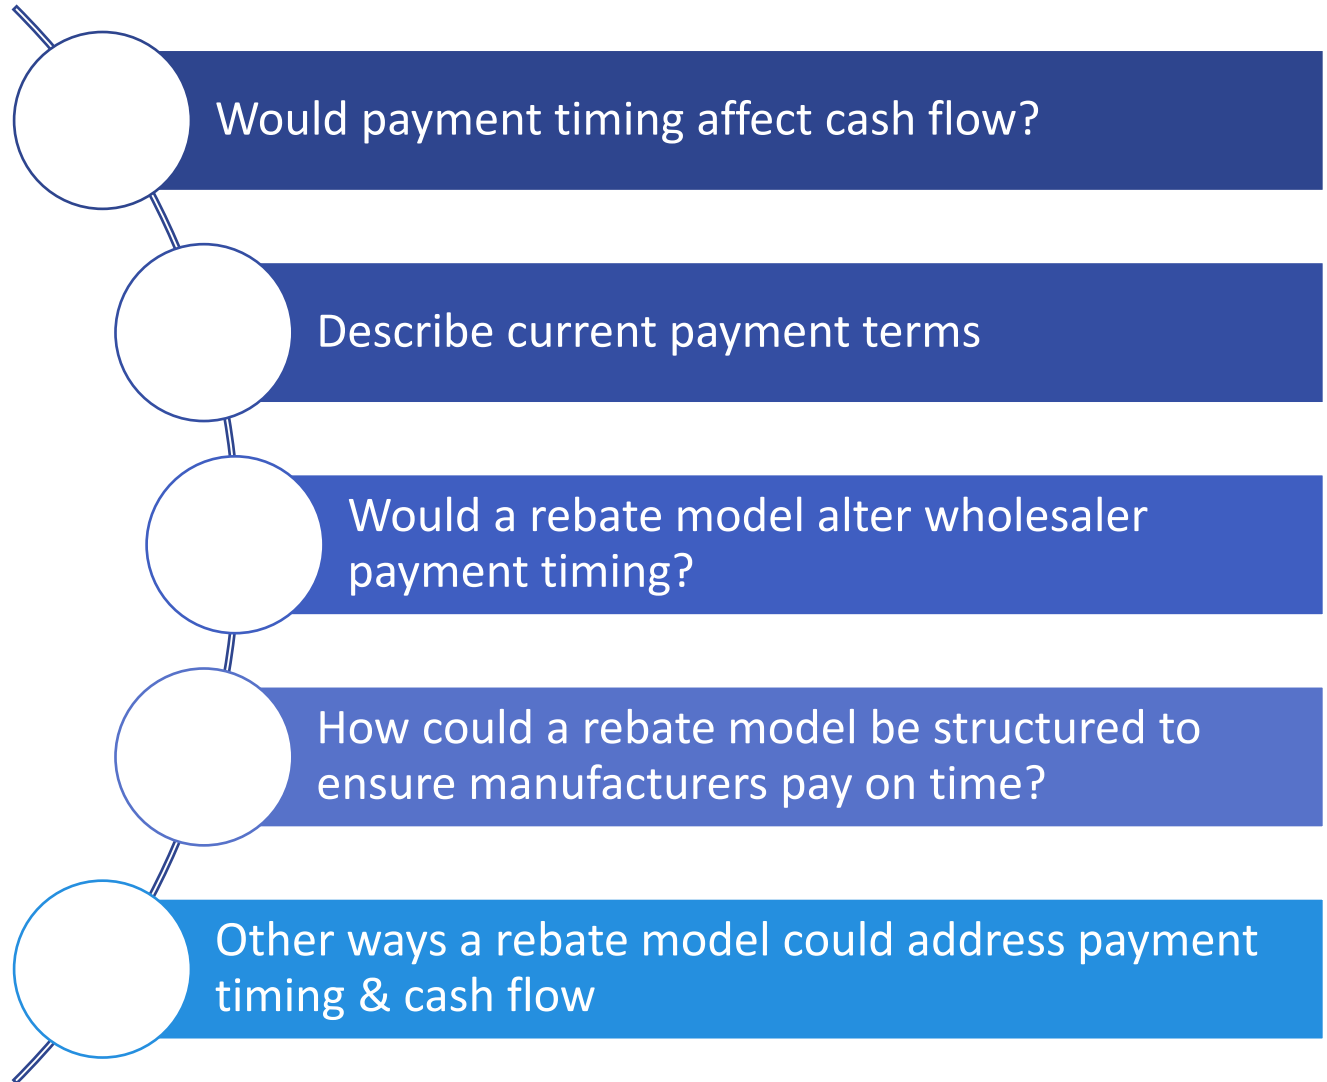 Would payment timing affect cash flow?
Describe current payment terms
Would a rebate model alter wholesaler
payment timing?
How could a rebate model be structured to
ensure manufacturers pay on time?
Other ways a rebate model could address payment
timing & cash flow